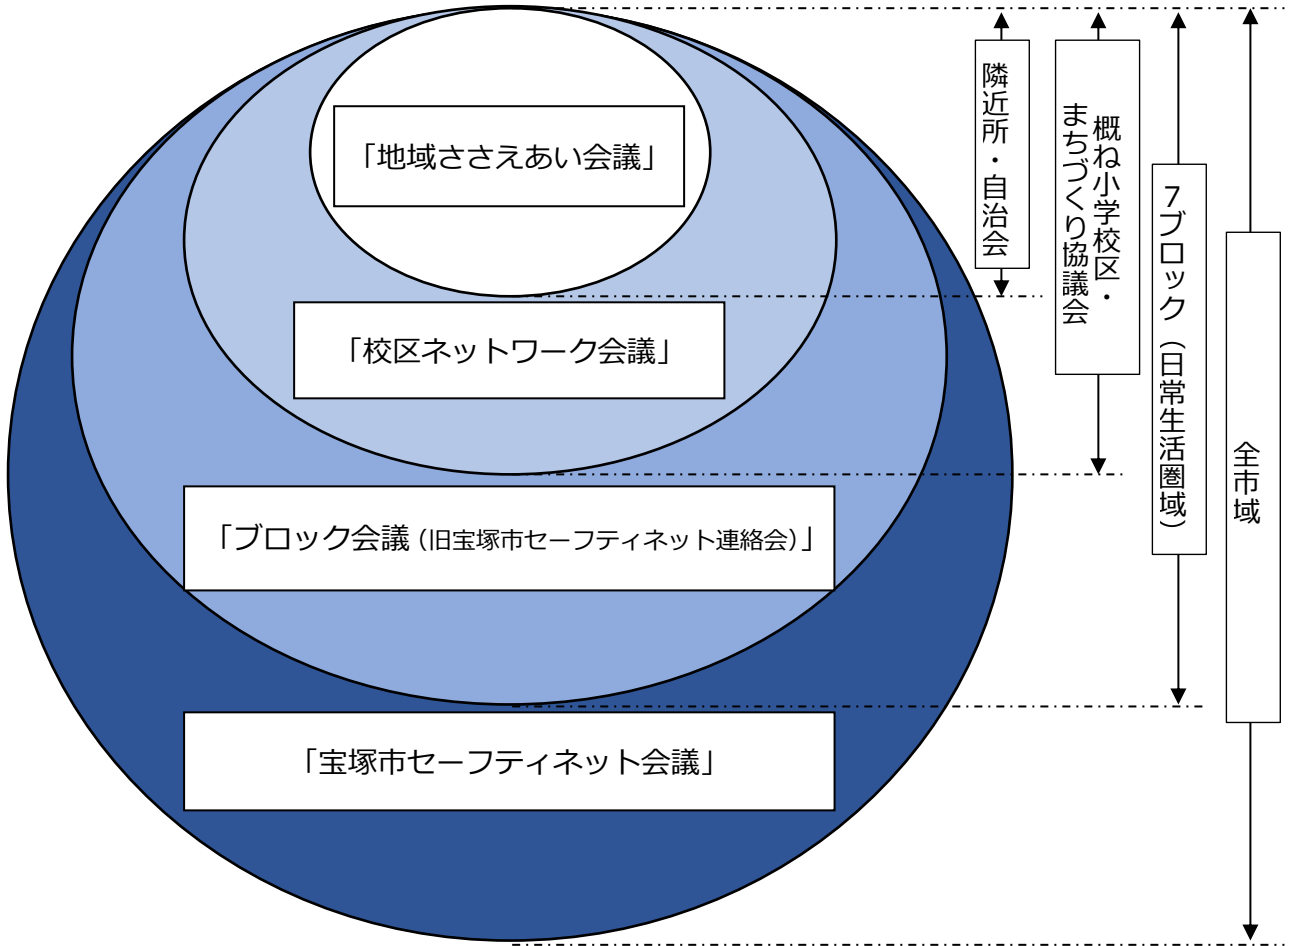 「地域ささえあい会議」
「校区ネットワーク会議」
「ブロック会議（旧宝塚市セーフティネット連絡会）」
「宝塚市セーフティネット会議」
隣近所・自治会
概ね小学校区・
まちづくり協議会
7ブロック（日常生活圏域）
全市域